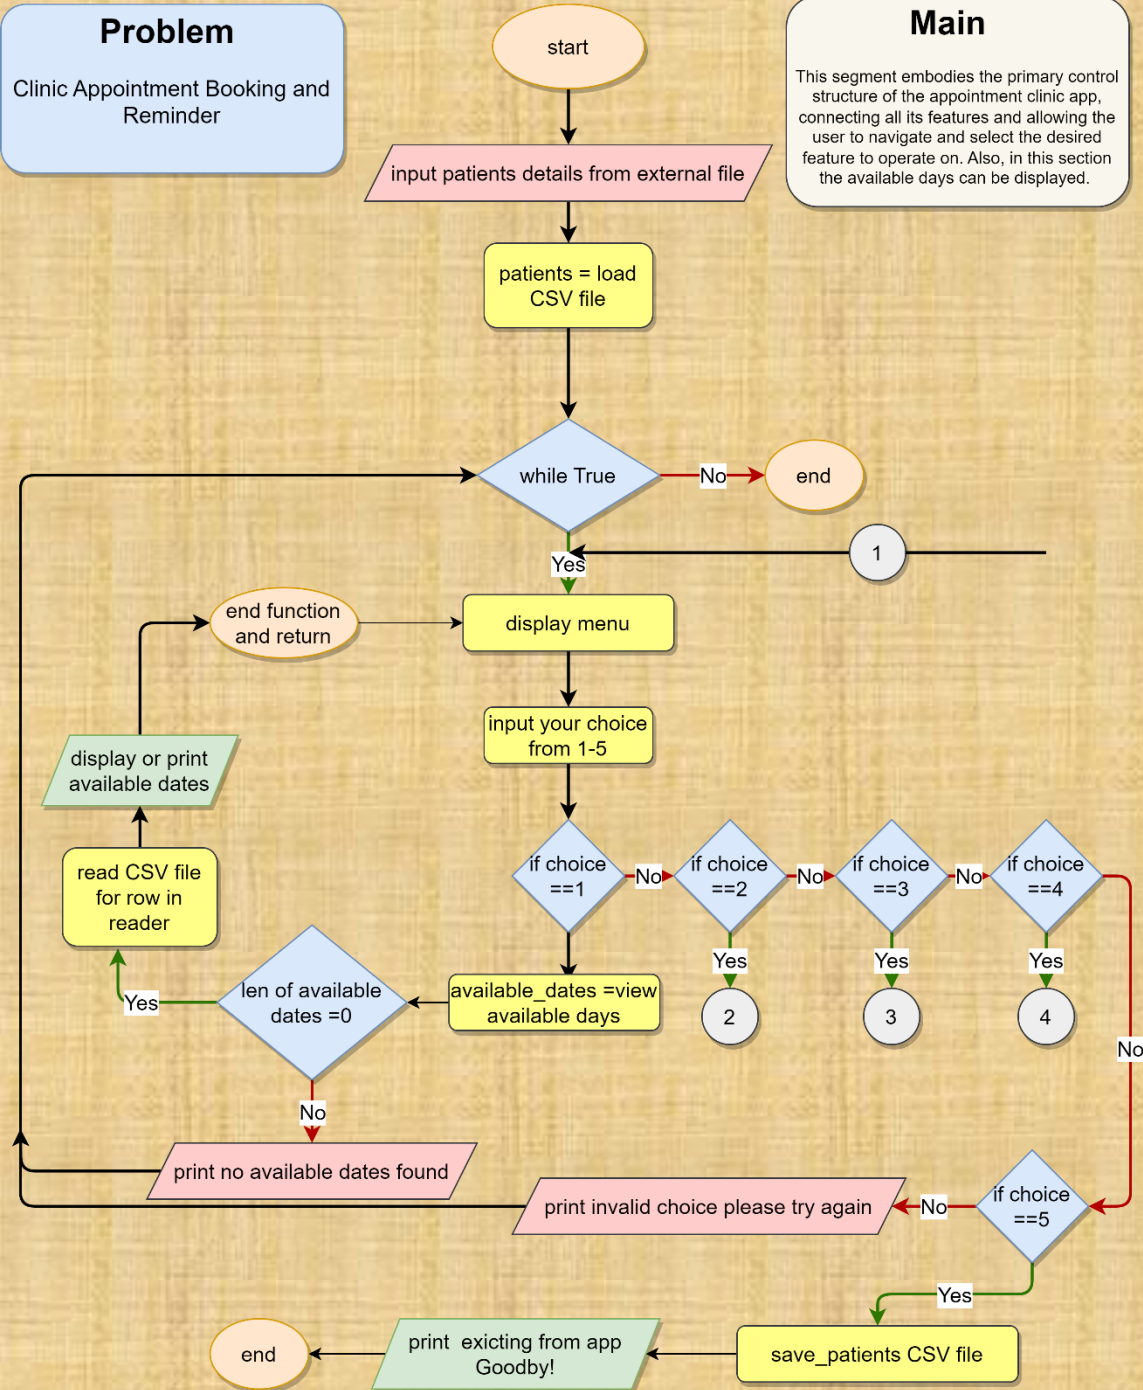 Problem
Clinic Appointment Booking and
Reminder
start
Main
This segment embodies the primary control
structure of the appointment clinic app,
connecting all its features and allowing the
user to navigate and select the desired
feature to operate on. Also, in this section
the available days can be displayed.
input patients details from external file
patients = load
CSV file
while True
No
end
1
Yes
end function
and return
display menu
input your choice
from 1-5
display or print
available dates
read CSV file
for row in
reader
if choice
==1
No
if choice
==2
No
if choice
==3
No
if choice
==4
Yes
Yes
Yes
2
3
4
No
available_dates =view
available days
len of available
dates =0
Yes
No
print no available dates found
print invalid choice please try again
No
if choice
==5
Yes
save_patients CSV file
print  exicting from app
Goodby!
end